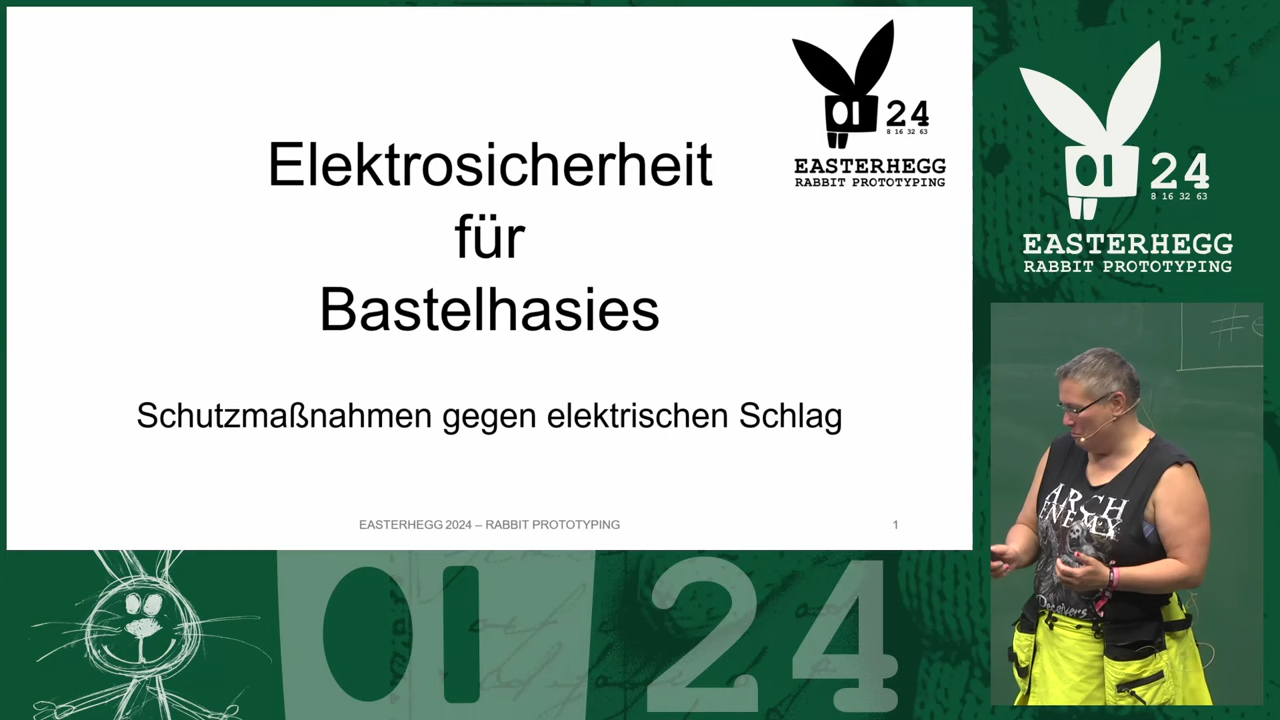 Elektrosicherheit
für
Bastelhasies
Schutzmaßnahmen gegen elektrischen Schlag
EASTERHEGG 2024 – RABBIT PROTOTYPING
1
24
8 16 32 63
EASTERHEGG
RABBIT PROTOTYPING
24
8 16 32 63
EASTERHEGG
RABBIT PROTOTYPING
ARCH
ENEMY
Deceivers
24